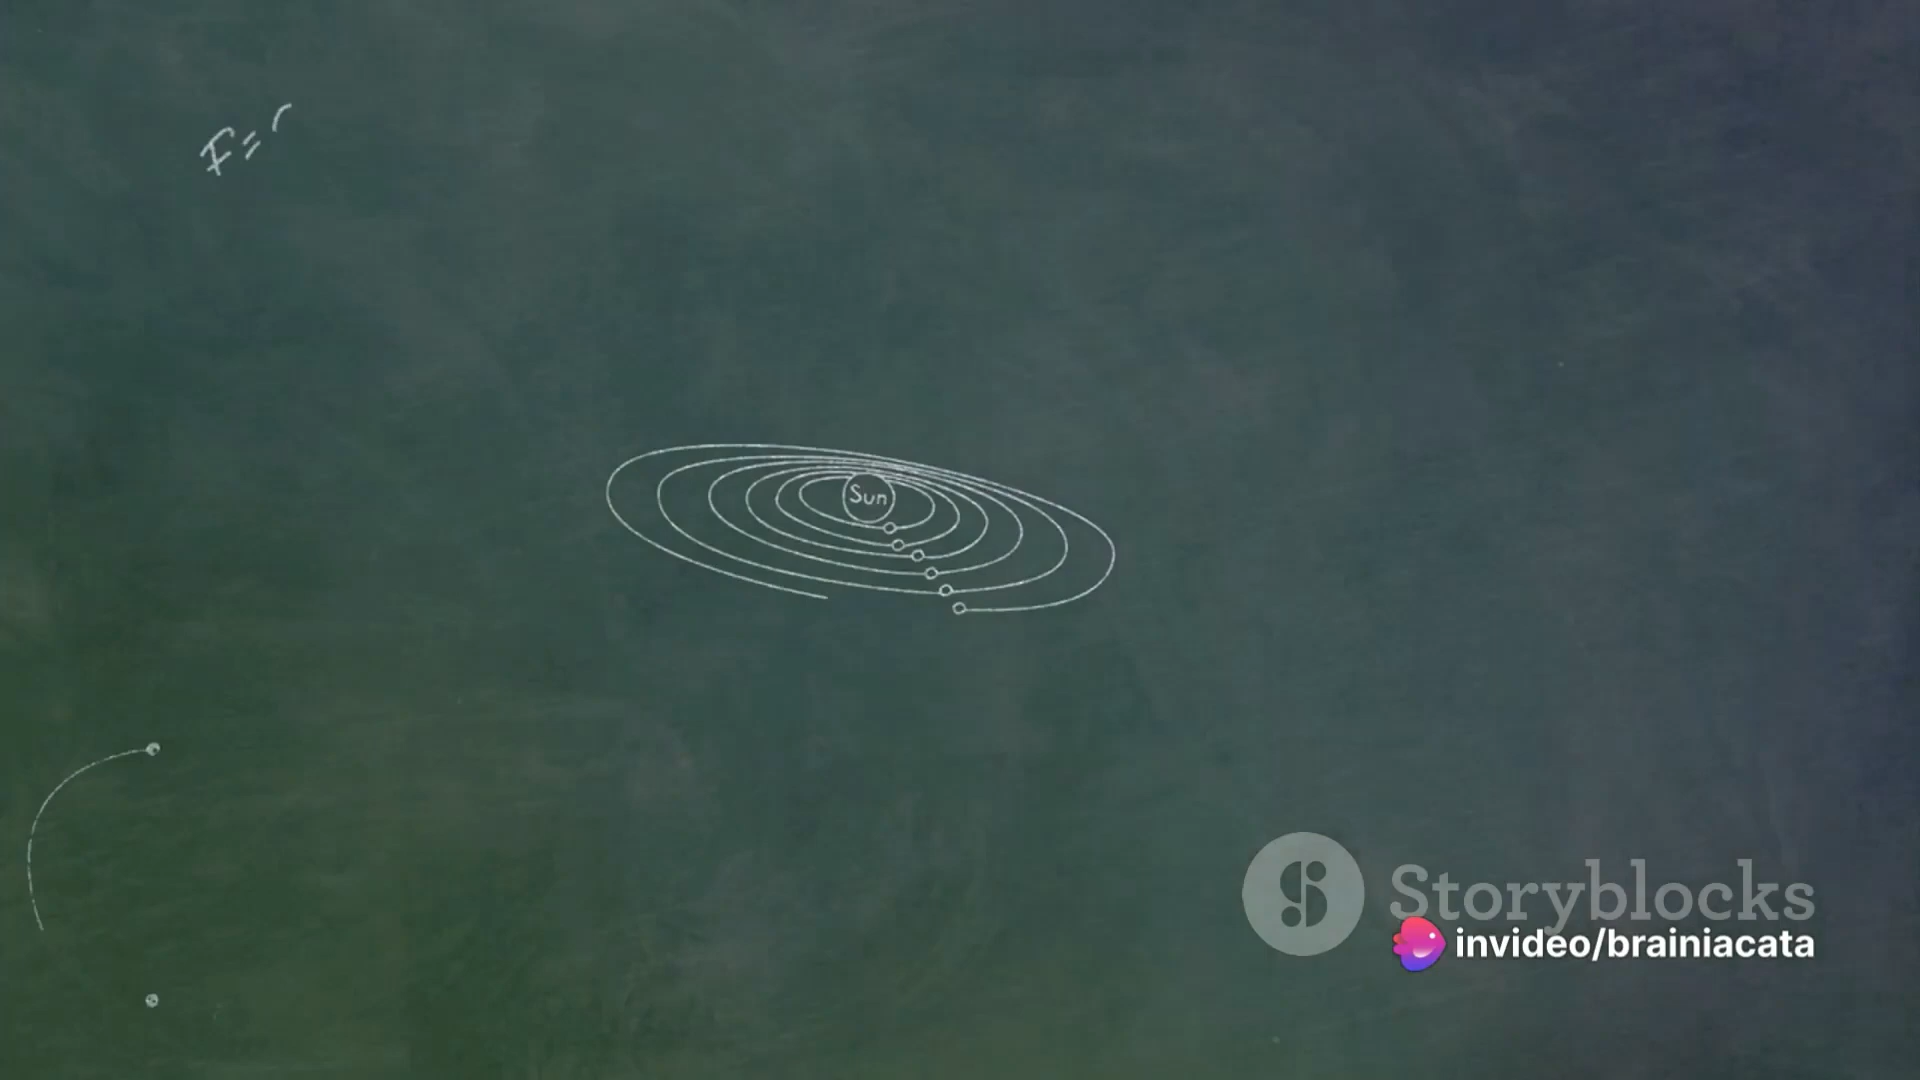 F=
Sun
Storyblocks
invideo/brainiacata